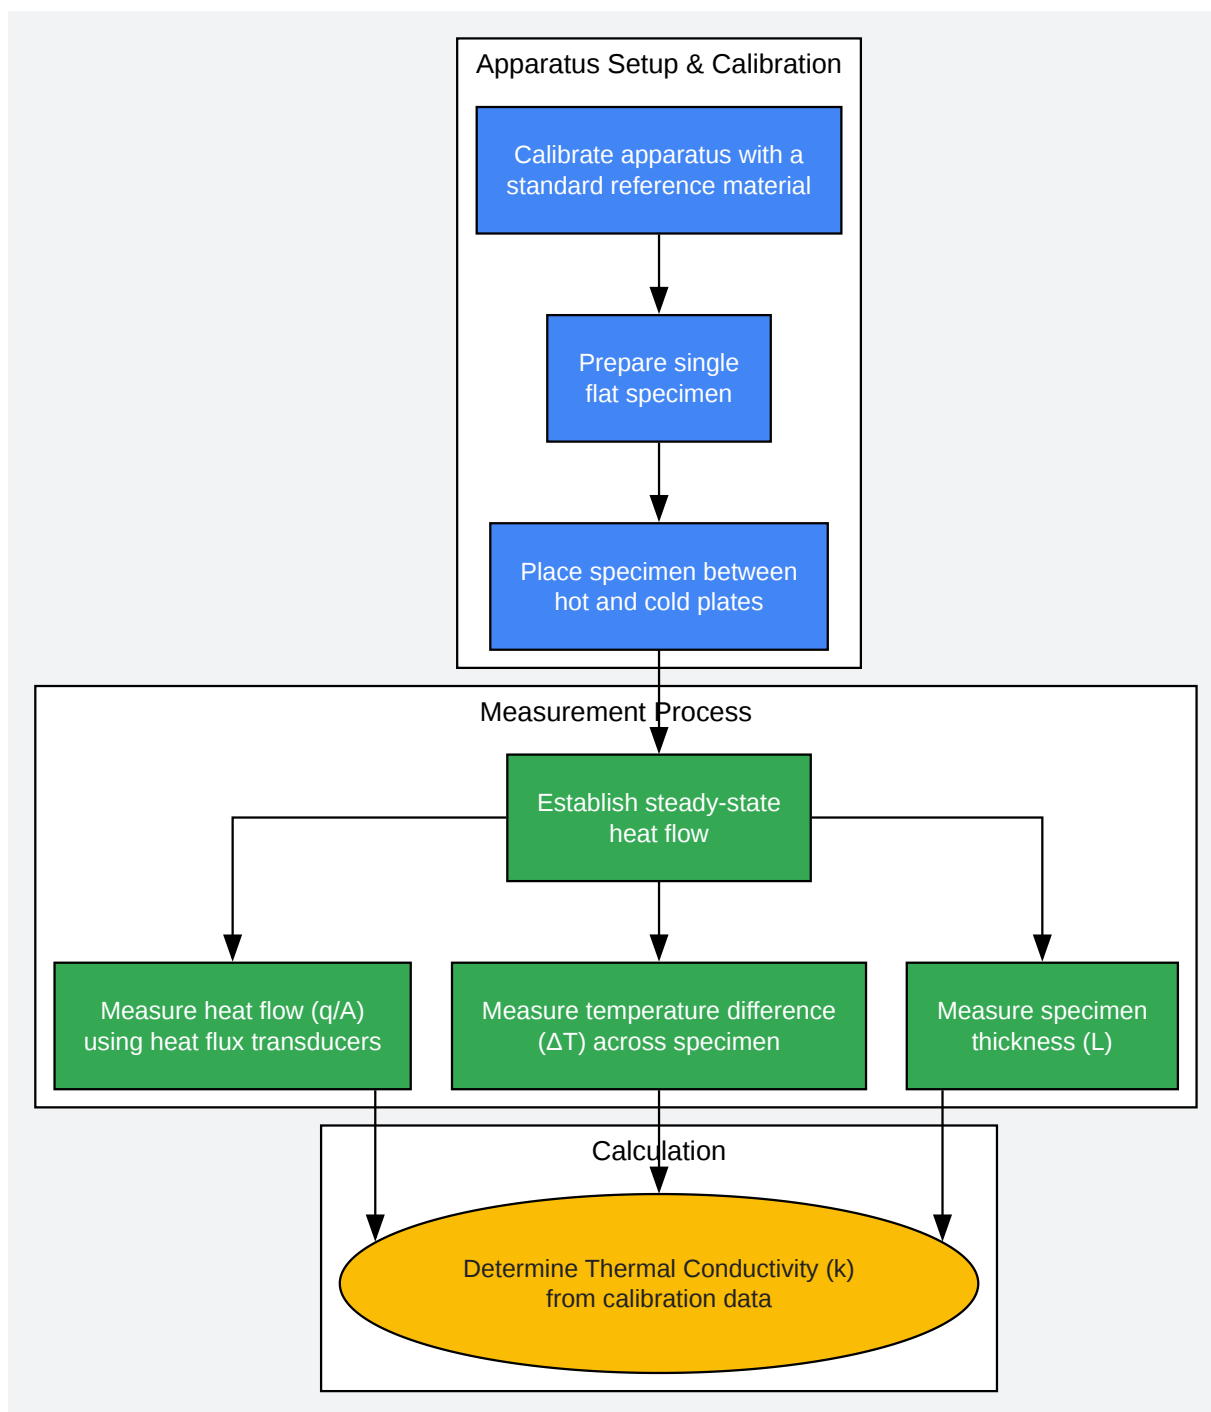 Apparatus Setup & Calibration
Calibrate apparatus with a
standard reference material
Prepare single
flat specimen
Place specimen between
hot and cold plates
Measurement Process
Establish steady-state
heat flow
Measure heat flow (q/A)
using heat flux transducers
Measure temperature difference
(ΔT) across specimen
Measure specimen
thickness (L)
Calculation
Determine Thermal Conductivity (k)
from calibration data